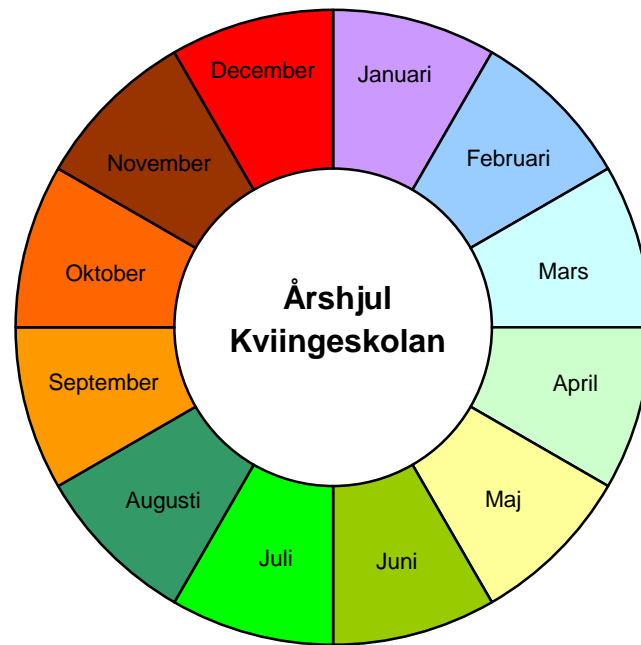 Årshjul
Kviingeskolan
Januari
Februari
Mars
April
Maj
Juni
Juli
Augusti
September
Oktober
November
December